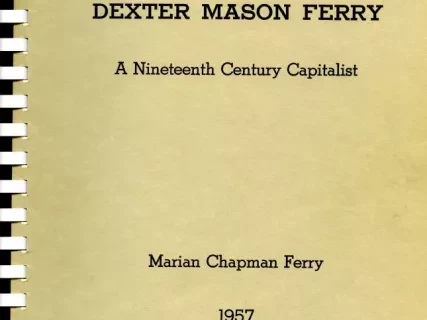 DEXTER MASON FERRY
A Nineteenth Century Capitalist
Marian Chapman Ferry
1957